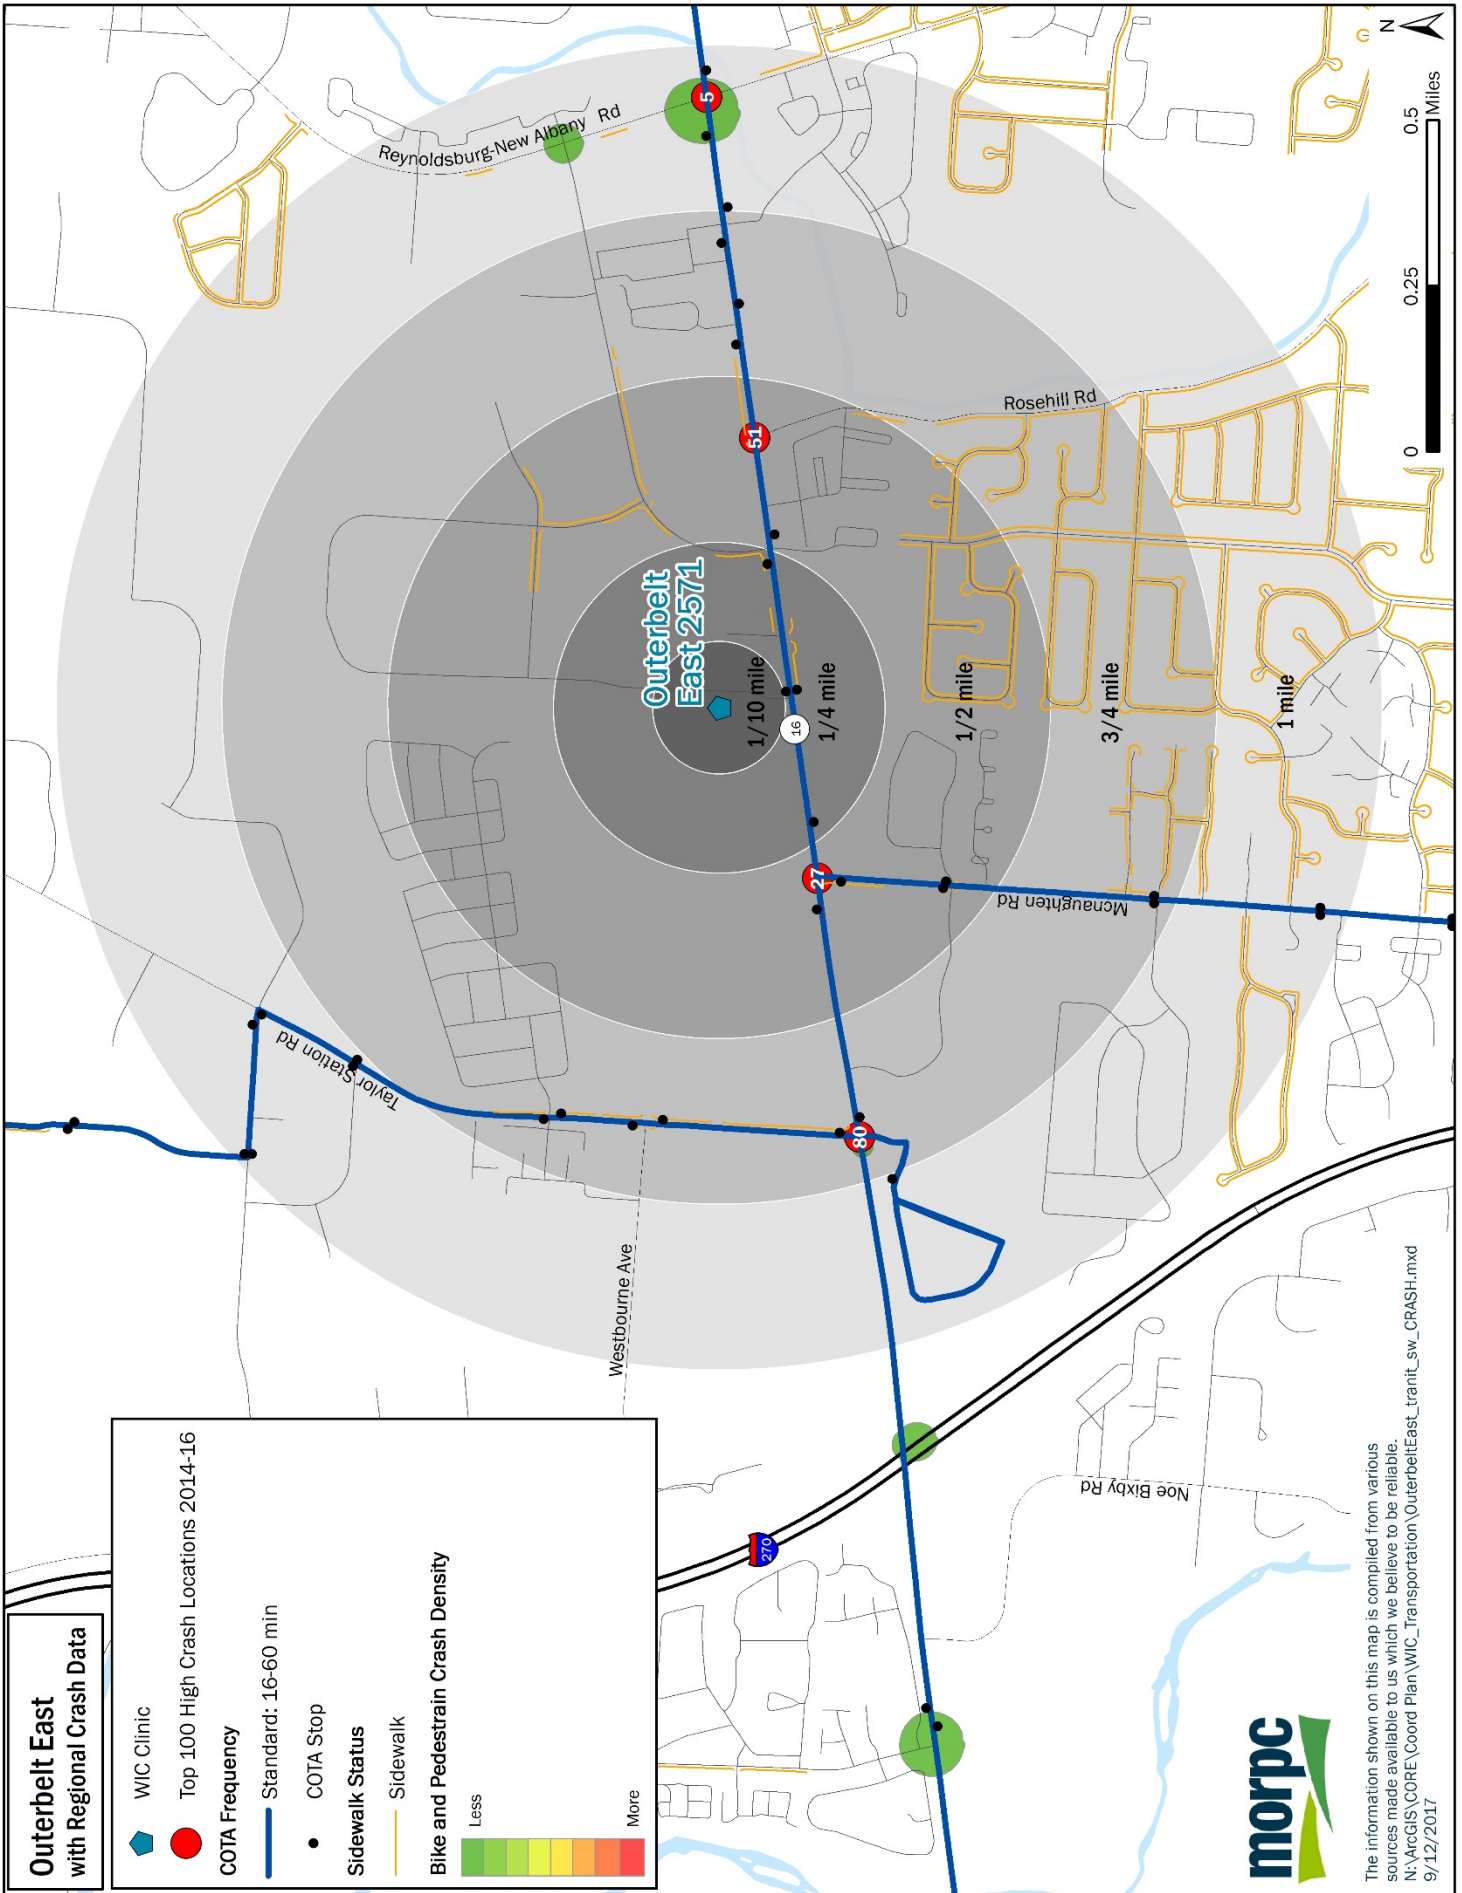 Outerbelt East
with Regional Crash Data
WIC Clinic
Top 100 High Crash Locations 2014-16
COTA Frequency
Standard: 16-60 min
COTA Stop
Sidewalk Status
Sidewalk
Bike and Pedestrain Crash Density
Less
More
270
Noe Bixby Rd
Westbourne Ave
Taylor Station Rd
80
Mcnaughten Rd
27
16
Outerbelt
East 2571
1/10 mile
1/4 mile
1/2 mile
3/4 mile
1 mile
51
Rosehill Rd
Reynoldsburg-New Albany Rd
5
N
0
0.25
0.5
Miles
morpc
The information shown on this map is compiled from various
sources made available to us which we believe to be reliable.
N:\ArcGIS\CORE\Coord Plan\WIC_Transportation\OuterbeltEast_tranit_sw_CRASH.mxd
9/12/2017